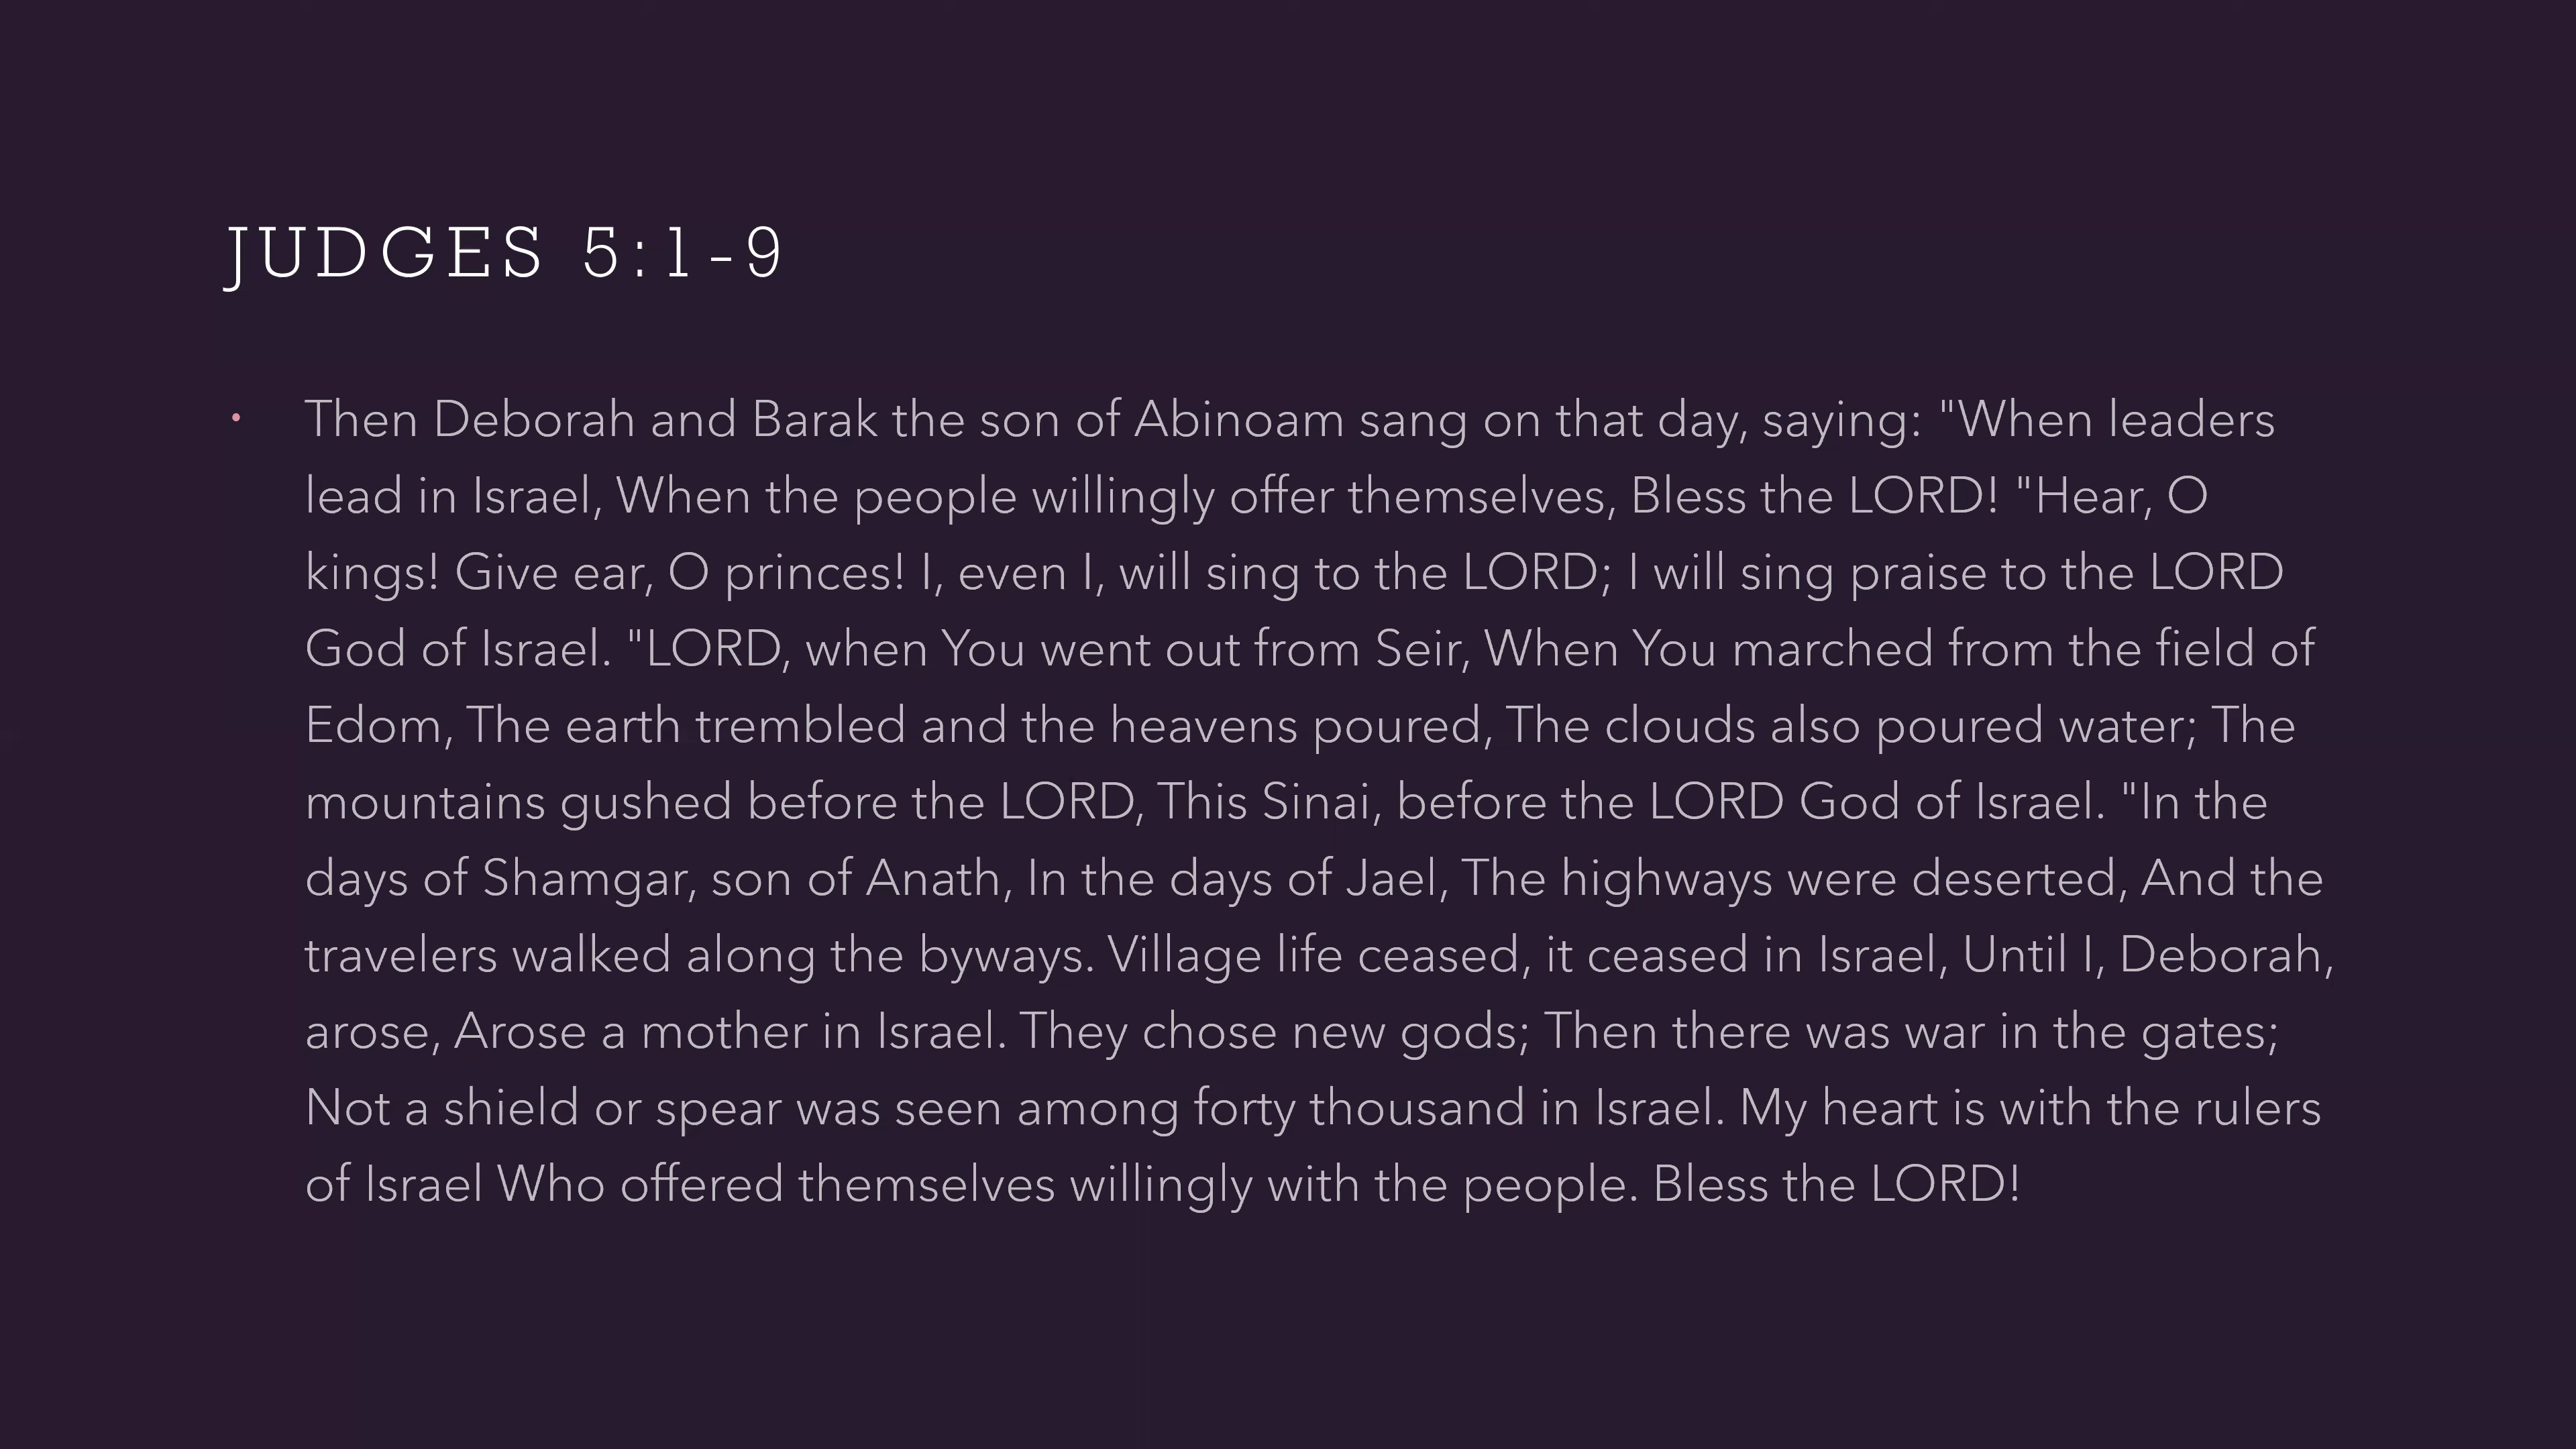 JUDGES 5:1-9
• Then Deborah and Barak the son of Abinoam sang on that day, saying: "When leaders
lead in Israel, When the people willingly offer themselves, Bless the LORD! "Hear, O
kings! Give ear, O princes! I, even I, will sing to the LORD; I will sing praise to the LORD
God of Israel. "LORD, when You went out from Seir, When You marched from the field of
Edom, The earth trembled and the heavens poured, The clouds also poured water; The
mountains gushed before the LORD, This Sinai, before the LORD God of Israel. "In the
days of Shamgar, son of Anath, In the days of Jael, The highways were deserted, And the
travelers walked along the byways. Village life ceased, it ceased in Israel, Until I, Deborah,
arose, Arose a mother in Israel. They chose new gods; Then there was war in the gates;
Not a shield or spear was seen among forty thousand in Israel. My heart is with the rulers
of Israel Who offered themselves willingly with the people. Bless the LORD!